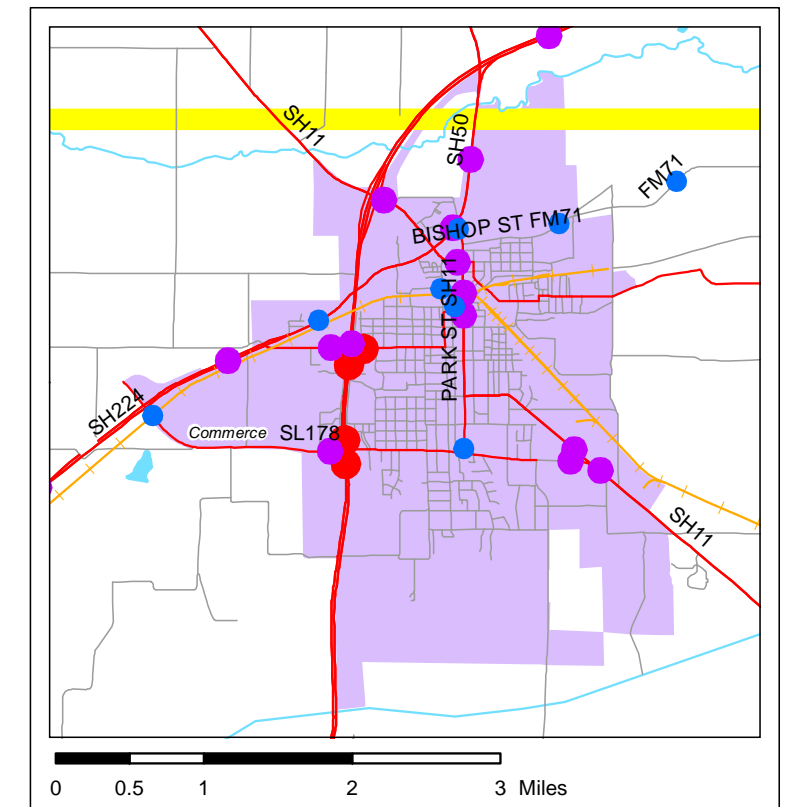 SH11
SH50
FM71
BISHOP ST FM71
PARK ST SH11
SH224
Commerce
SL178
SH11
0 0.5 1 2 3 Miles